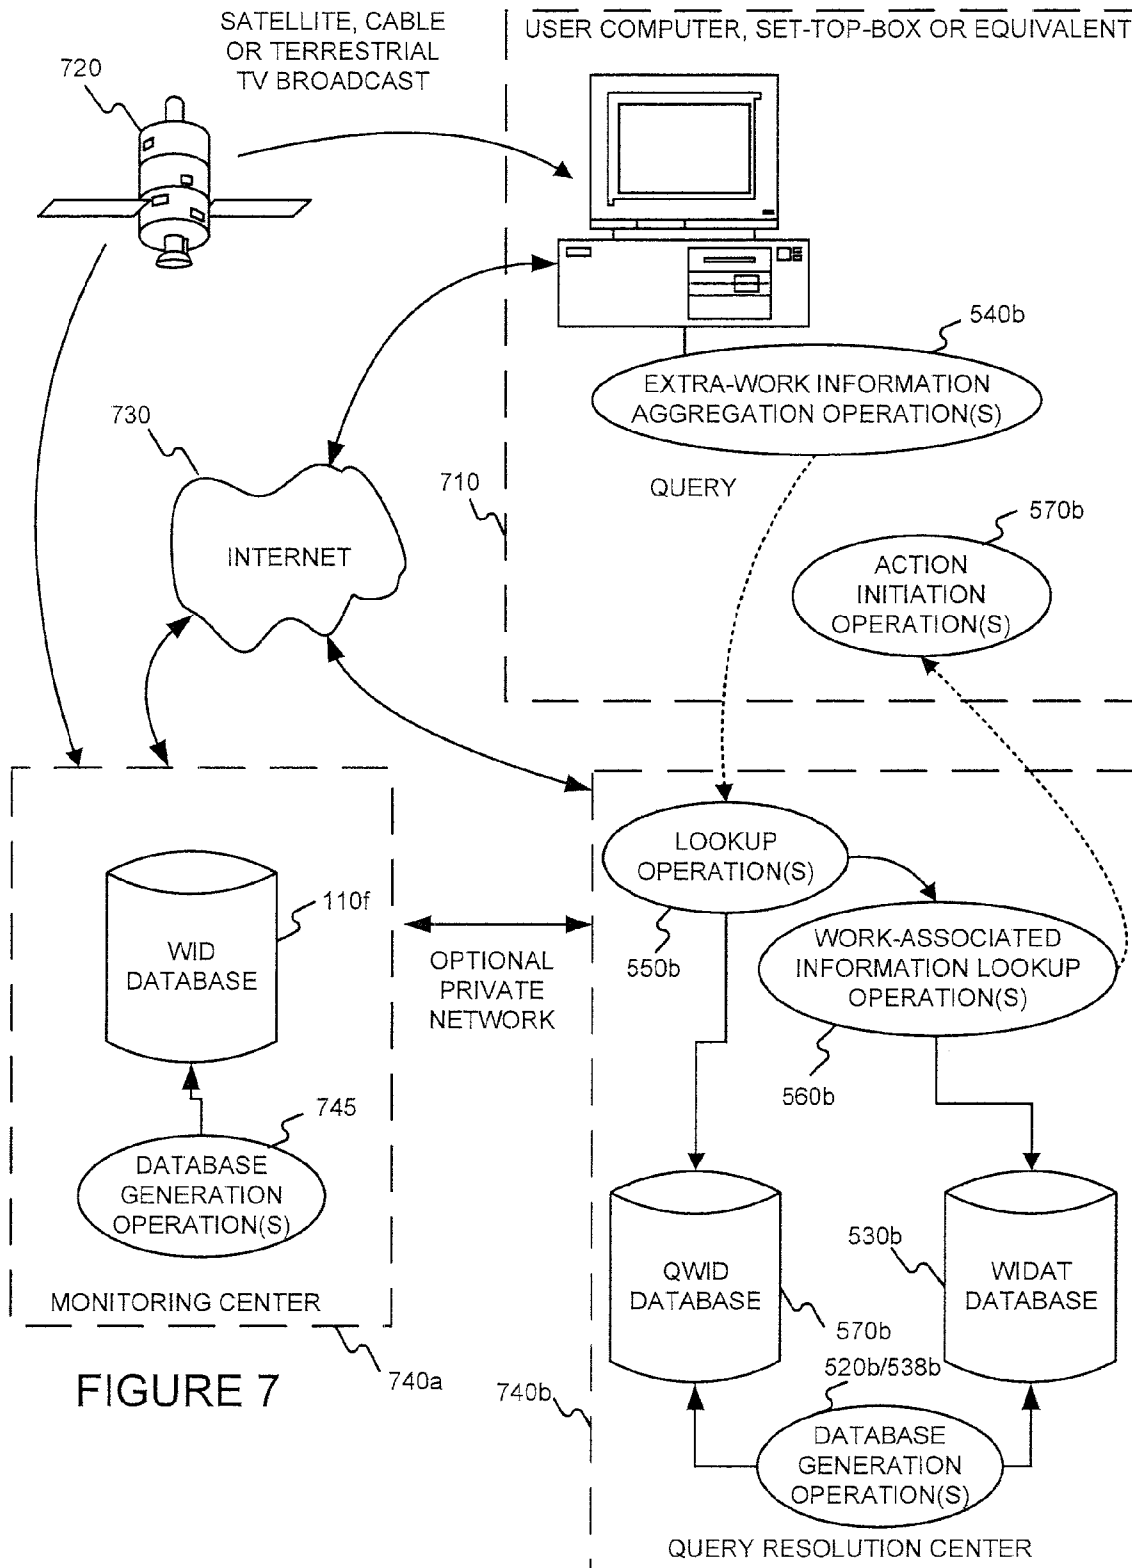 SATELLITE, CABLE
OR TERRESTRIAL
TV BROADCAST
USER COMPUTER, SET-TOP-BOX OR EQUIVALENT
720
540b
EXTRA-WORK INFORMATION
AGGREGATION OPERATION(S)
730
710
QUERY
570b
INTERNET
ACTION
INITIATION
OPERATION(S)
LOOKUP
OPERATION(S)
110f
WID
DATABASE
550b
OPTIONAL
PRIVATE
NETWORK
WORK-ASSOCIATED
INFORMATION LOOKUP
OPERATION(S)
560b
745
DATABASE
GENERATION
OPERATION(S)
530b
QWID
DATABASE
WIDAT
DATABASE
MONITORING CENTER
570b
740a
FIGURE 7
740b
520b/538b
DATABASE
GENERATION
OPERATION(S)
QUERY RESOLUTION CENTER